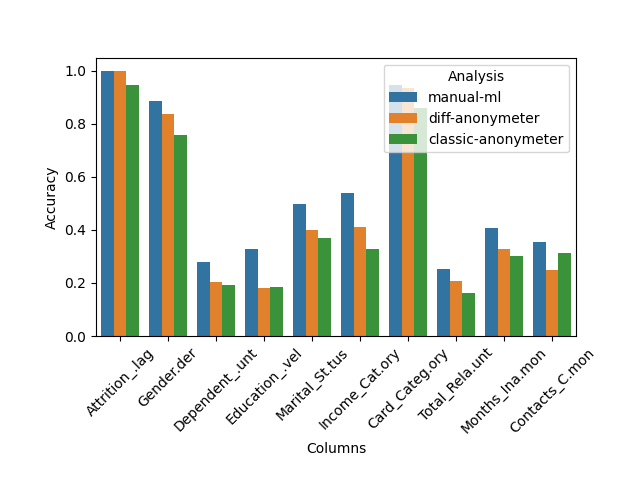 Analysis
manual-ml
diff-anonymeter
classic-anonymeter
Accuracy
1.0
0.8
0.6
0.4
0.2
0.0
Attrition_.lag
Gender.der
Dependent_.unt
Education_.vel
Marital_St.tus
Income_Cat.ory
Card_Categ.ory
Total_Rela.unt
Months_Ina.mon
Contacts_C.mon
Columns